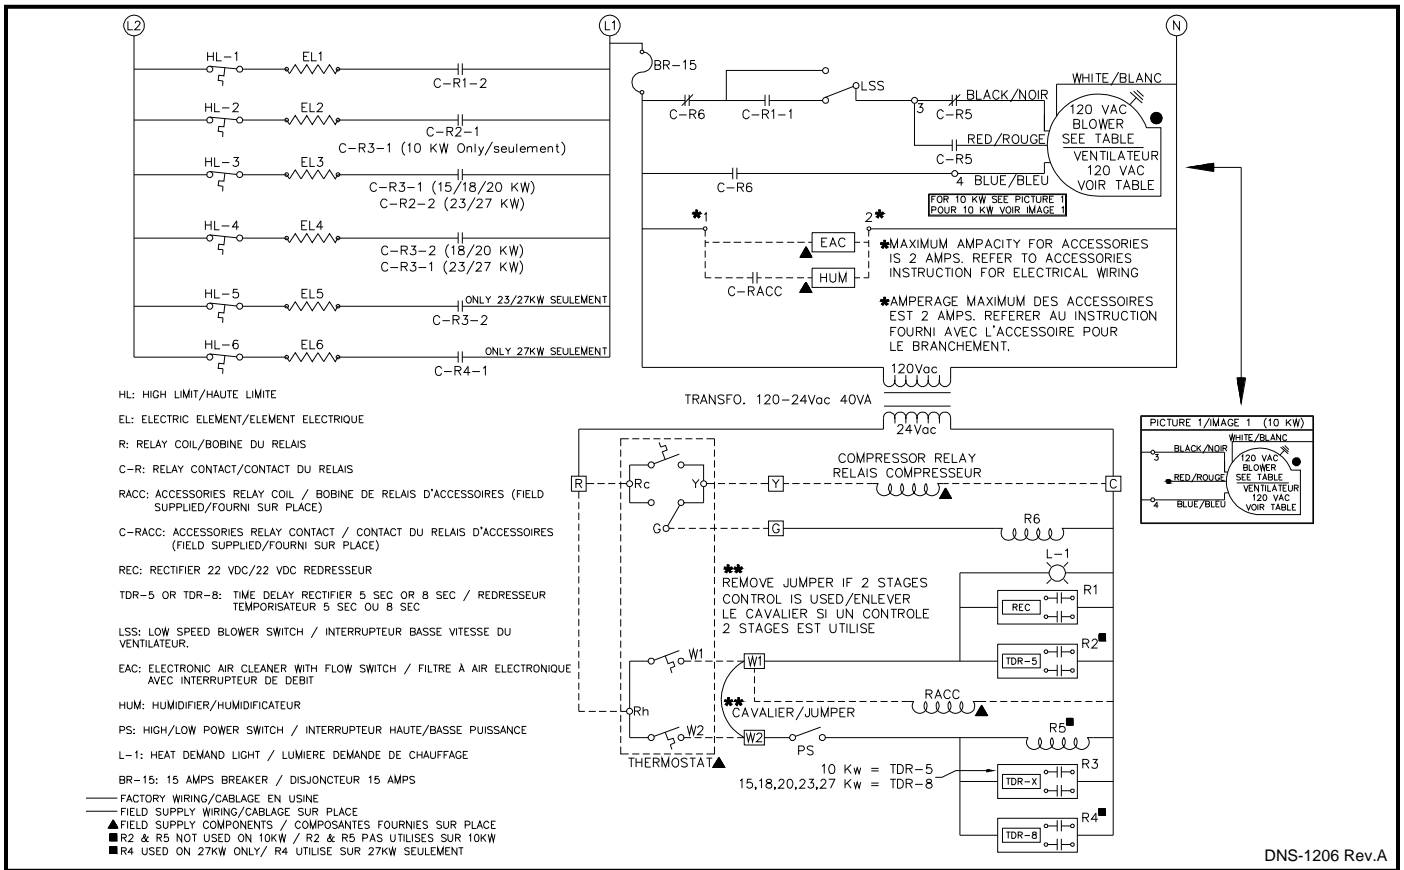 L2
L1
N
HL-1
EL1
C-R1-2
HL-2
EL2
C-R2-1
C-R3-1 (10 KW Only/seulement)
HL-3
EL3
C-R3-1 (15/18/20 KW)
C-R2-2 (23/27 KW)
HL-4
EL4
C-R3-2 (18/20 KW)
C-R3-1 (23/27 KW)
HL-5
EL5
ONLY 23/27KW SEULEMENT
C-R3-2
HL-6
EL6
ONLY 27KW SEULEMENT
C-R4-1
BR-15
C-R6
C-R1-1
LSS
3
BLACK/NOIR
C-R5
RED/ROUGE
C-R5
C-R6
4 BLUE/BLEU
WHITE/BLANC
120 VAC
BLOWER
SEE TABLE
VENTILATEUR
120 VAC
VOIR TABLE
FOR 10 KW SEE PICTURE 1
POUR 10 KW VOIR IMAGE 1
*1
2*
EAC
HUM
C-RACC
*MAXIMUM AMPACITY FOR ACCESSORIES
IS 2 AMPS. REFER TO ACCESSORIES
INSTRUCTION FOR ELECTRICAL WIRING
*AMPERAGE MAXIMUM DES ACCESSOIRES
EST 2 AMPS. REFERER AU INSTRUCTION
FOURNI AVEC L'ACCESSOIRE POUR
LE BRANCHEMENT.
120Vac
TRANSFO. 120-24Vac 40VA
24Vac
PICTURE 1/IMAGE 1 (10 KW)
WHITE/BLANC
3
BLACK/NOIR
RED/ROUGE
4
BLUE/BLEU
120 VAC
BLOWER
SEE TABLE
VENTILATEUR
120 VAC
VOIR TABLE
HL: HIGH LIMIT/HAUTE LIMITE
EL: ELECTRIC ELEMENT/ELEMENT ELECTRIQUE
R: RELAY COIL/BOBINE DU RELAIS
C-R: RELAY CONTACT/CONTACT DU RELAIS
RACC: ACCESSORIES RELAY COIL / BOBINE DE RELAIS D'ACCESSOIRES (FIELD
SUPPLIED/FOURNI SUR PLACE)
C-RACC: ACCESSORIES RELAY CONTACT / CONTACT DU RELAIS D'ACCESSOIRES
(FIELD SUPPLIED/FOURNI SUR PLACE)
REC: RECTIFIER 22 VDC/22 VDC REDRESSEUR
TDR-5 OR TDR-8: TIME DELAY RECTIFIER 5 SEC OR 8 SEC / REDRESSEUR
TEMPORISATEUR 5 SEC OU 8 SEC
LSS: LOW SPEED BLOWER SWITCH / INTERRUPTEUR BASSE VITESSE DU
VENTILATEUR.
EAC: ELECTRONIC AIR CLEANER WITH FLOW SWITCH / FILTRE À AIR ELECTRONIQUE
AVEC INTERRUPTEUR DE DEBIT
HUM: HUMIDIFIER/HUMIDIFICATEUR
PS: HIGH/LOW POWER SWITCH / INTERRUPTEUR HAUTE/BASSE PUISSANCE
L-1: HEAT DEMAND LIGHT / LUMIERE DEMANDE DE CHAUFFAGE
BR-15: 15 AMPS BREAKER / DISJONCTEUR 15 AMPS
FACTORY WIRING/CABLAGE EN USINE
FIELD SUPPLY WIRING/CABLAGE SUR PLACE
▲FIELD SUPPLY COMPONENTS / COMPOSANTES FOURNIES SUR PLACE
■R2 & R5 NOT USED ON 10KW / R2 & R5 PAS UTILISES SUR 10KW
■R4 USED ON 27KW ONLY/ R4 UTILISE SUR 27KW SEULEMENT
R
Rc
Y
Y
COMPRESSOR RELAY
RELAIS COMPRESSEUR
C
G
G
R6
L-1
**
REMOVE JUMPER IF 2 STAGES
CONTROL IS USED/ENLEVER
LE CAVALIER SI UN CONTROLE
2 STAGES EST UTILISE
REC
R1
TDR-5
R2■
W1
W1
RACC
**
CAVALIER/JUMPER
Rh
W2
W2
PS
R5■
THERMOSTAT▲
10 Kw = TDR-5
15,18,20,23,27 Kw = TDR-8
TDR-X
R3
TDR-8
R4■
DNS-1206 Rev.A